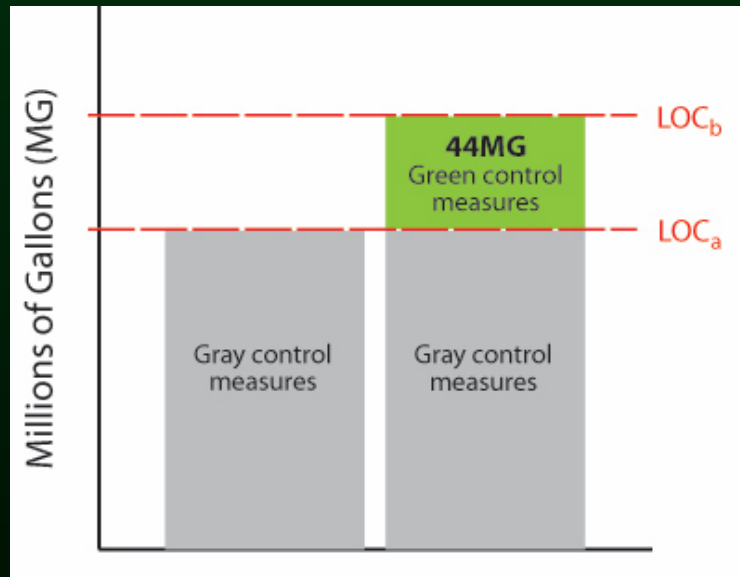 Millions of Gallons (MG)
LOCb
44MG
Green control
measures
LOCa
Gray control
measures
Gray control
measures